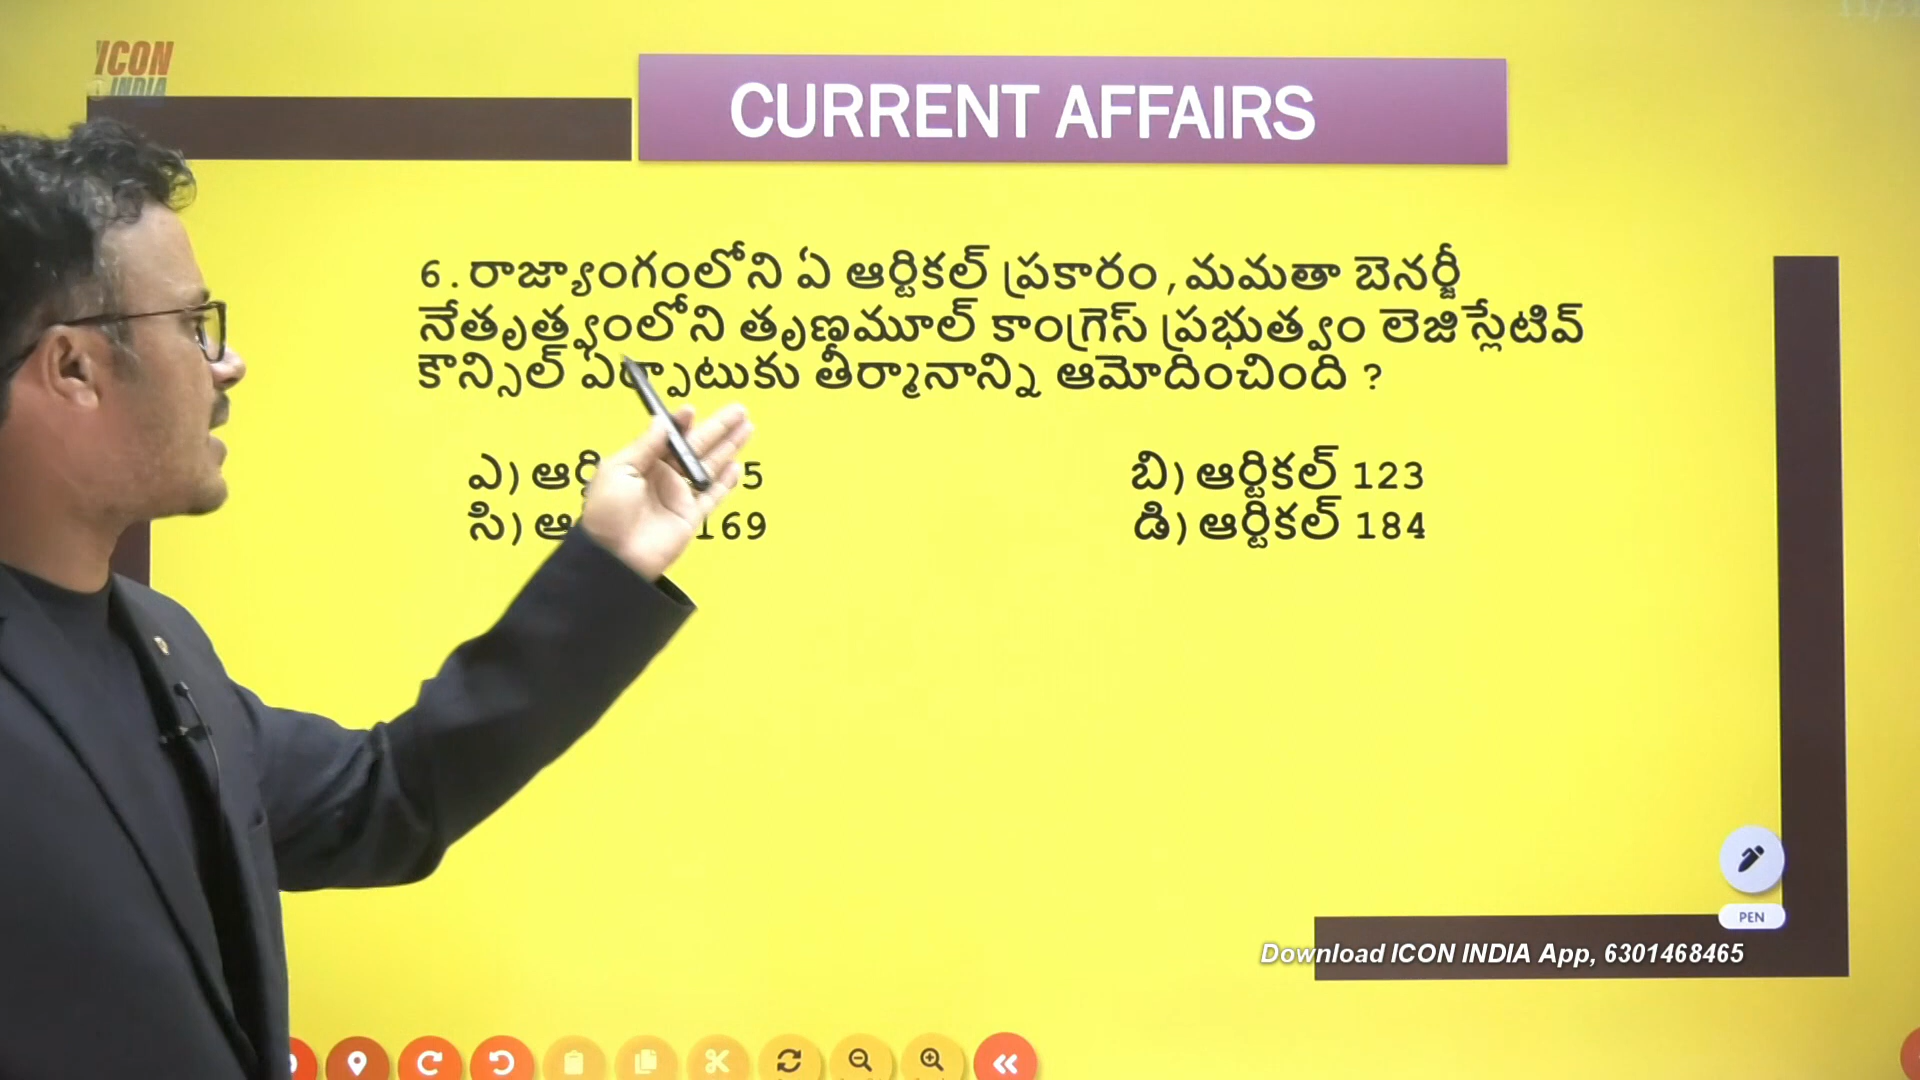 ICON
INDIA
CURRENT AFFAIRS
6.రాజ్యాంగంలోని ఏ ఆర్టికల్ ప్రకారం,మమతా బెనర్జీ
నేతృత్వంలోని తృణమూల్ కాంగ్రెస్ ప్రభుత్వం లెజిస్లేటివ్
కౌన్సిల్ ఏర్పాటుకు తీర్మానాన్ని ఆమోదించింది ?
ఎ) బి)ఆర్టికల్ 123
సి) 169 డి)ఆర్టికల్ 184
PEN
Download ICON INDIA App, 6301468465